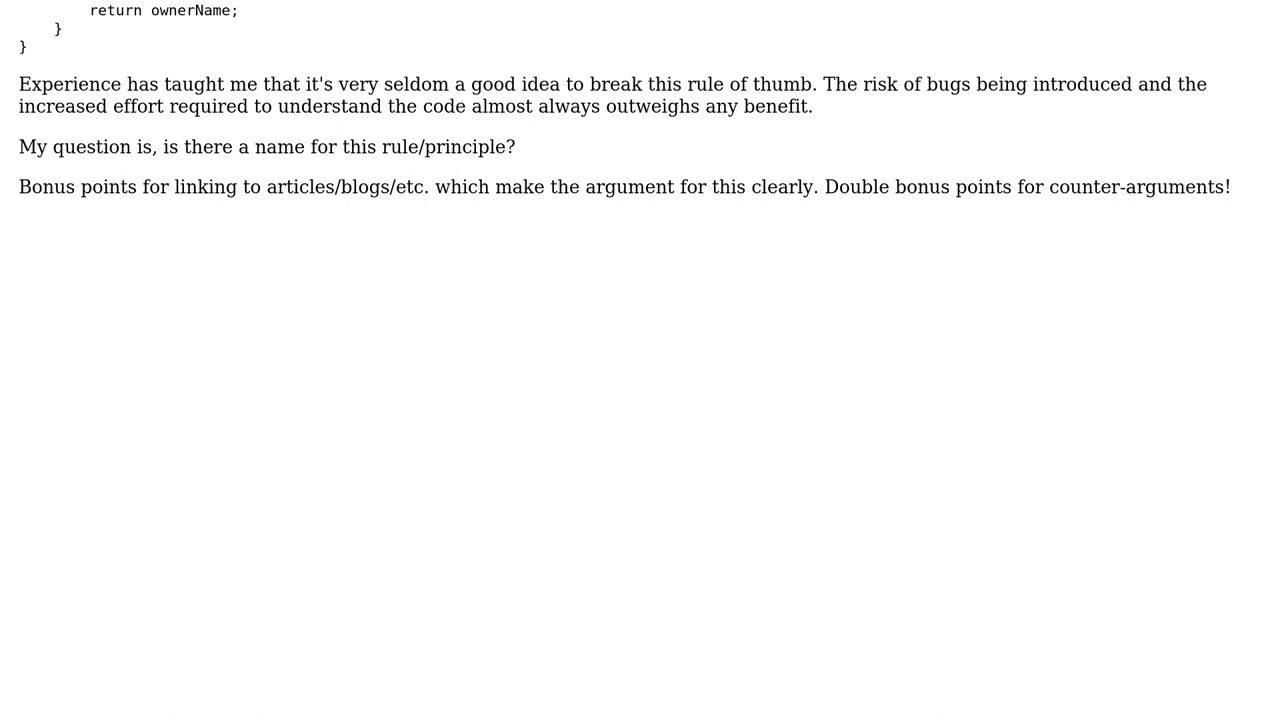 return ownerName;
    }
}
Experience has taught me that it's very seldom a good idea to break this rule of thumb. The risk of bugs being introduced and the
increased effort required to understand the code almost always outweighs any benefit.
My question is, is there a name for this rule/principle?
Bonus points for linking to articles/blogs/etc. which make the argument for this clearly. Double bonus points for counter-arguments!